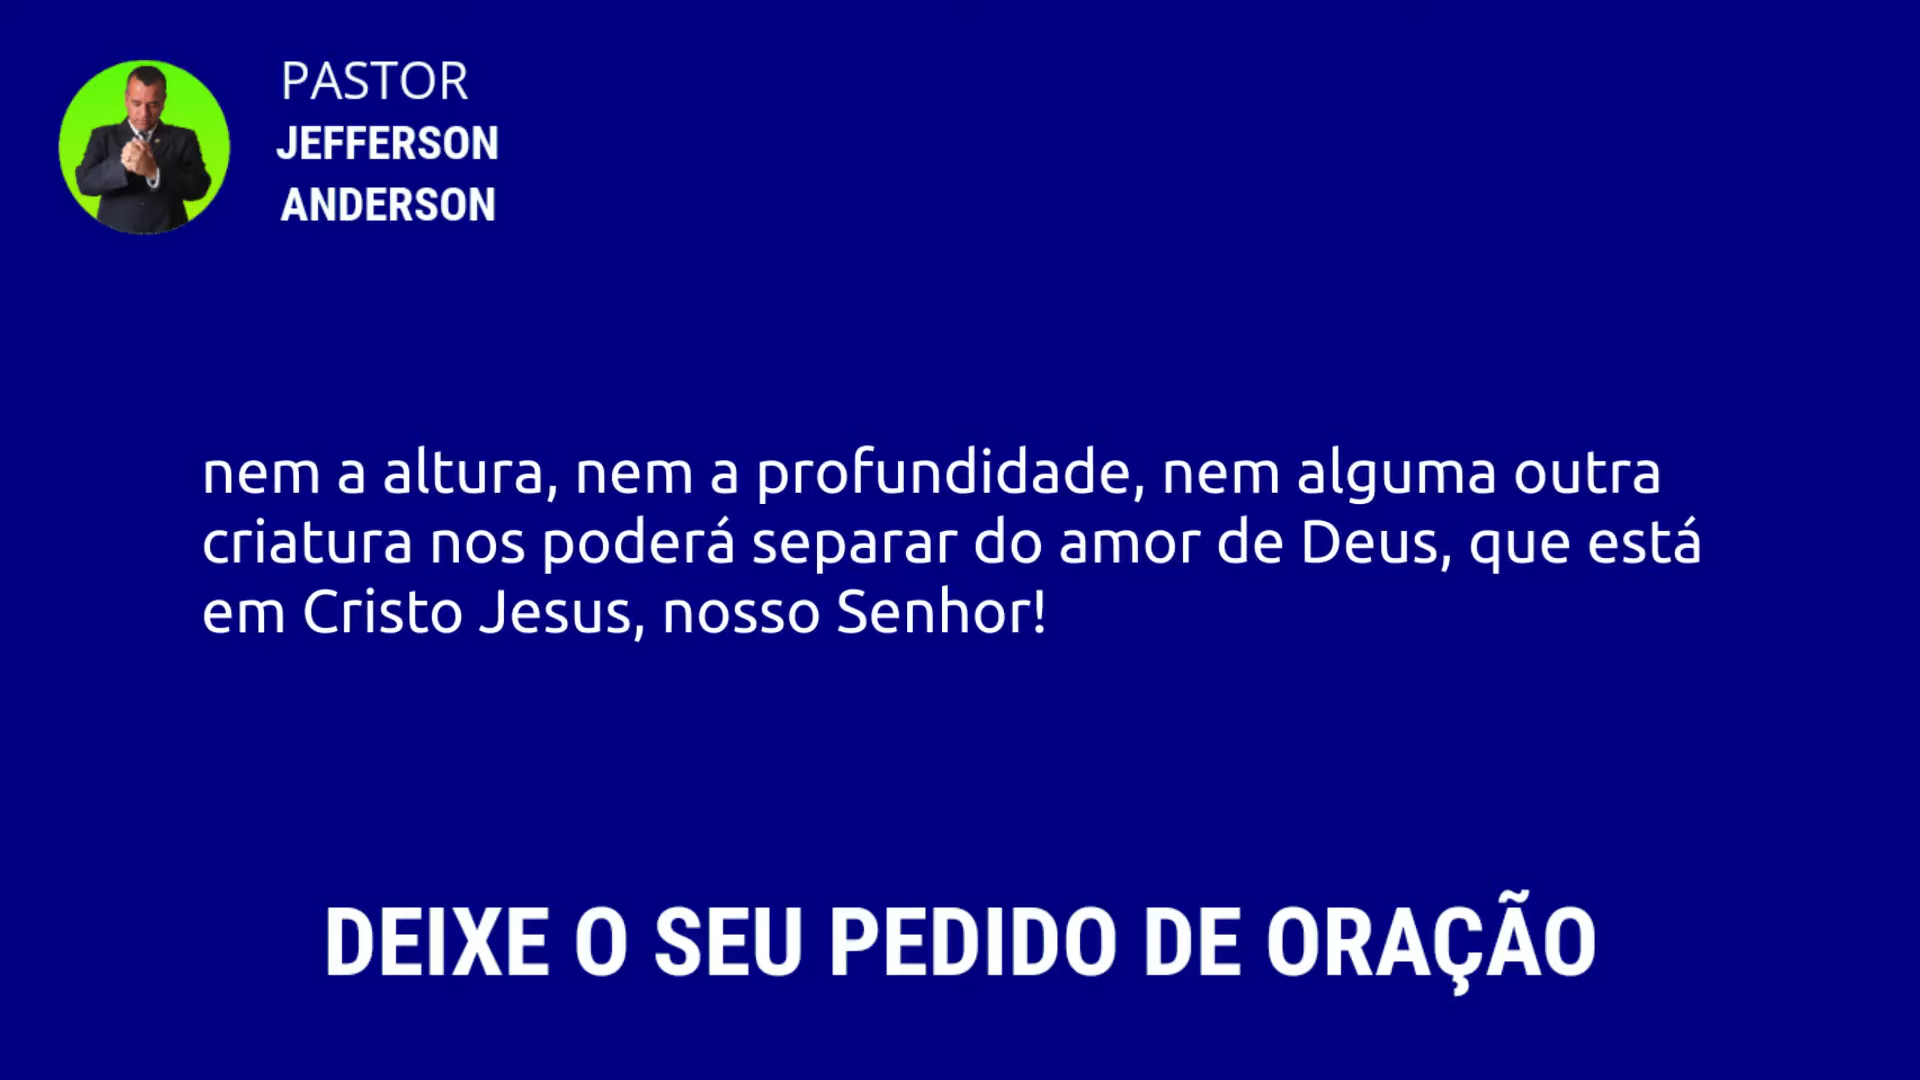 PASTOR
JEFFERSON
ANDERSON
nem a altura, nem a profundidade, nem alguma outra
criatura nos poderá separar do amor de Deus, que está
em Cristo Jesus, nosso Senhor!
DEIXE O SEU PEDIDO DE ORAÇÃO